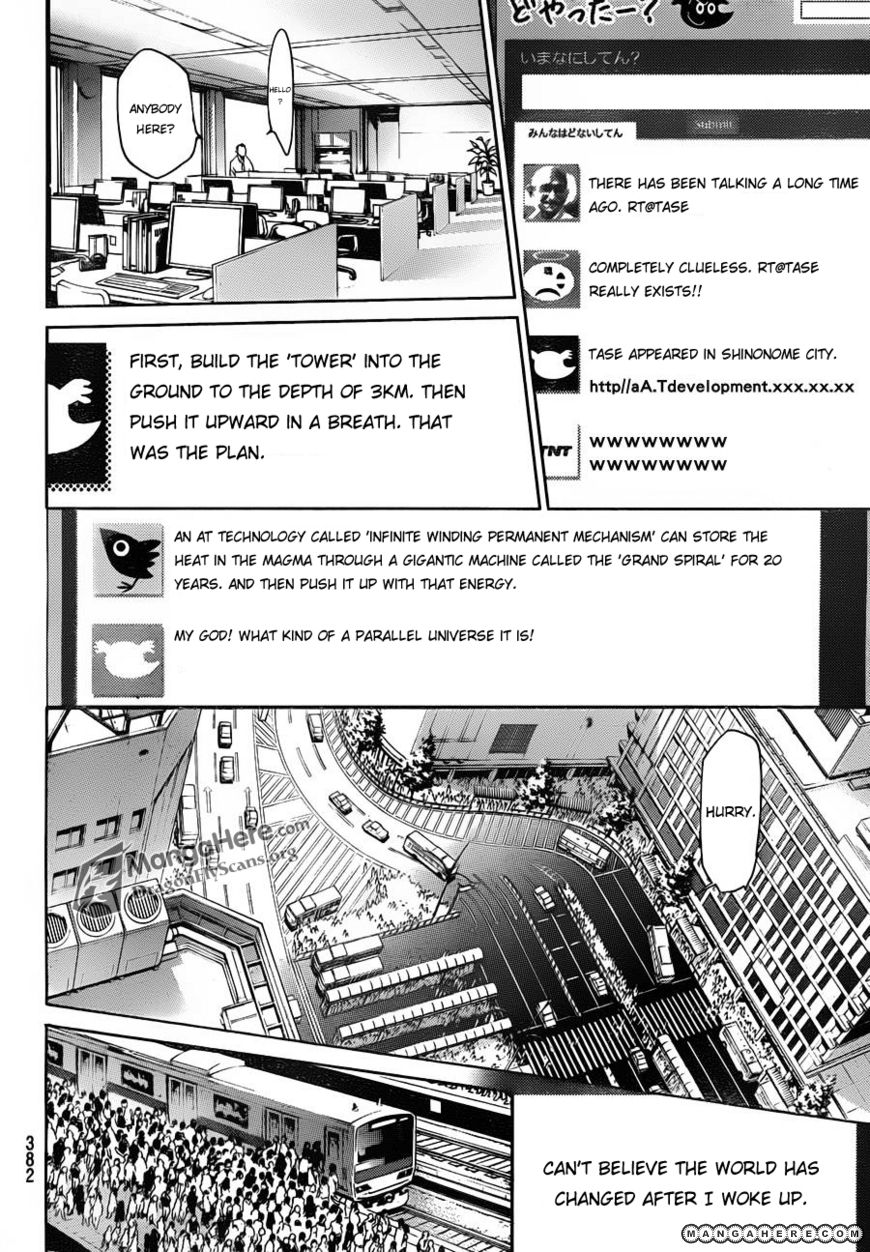 どやったー?
いまなにしてん?
submit
みんなはどないしてん
THERE HAS BEEN TALKING A LONG TIME
AGO. RT@TASE
COMPLETELY CLUELESS. RT@TASE
REALLY EXISTS!!
TASE APPEARED IN SHINONOME CITY.
http//aA.Tdevelopment.xxx.xx.xx
TNT
wwwwwwww
wwwwwwww
HELLO
?
ANYBODY
HERE?
FIRST, BUILD THE 'TOWER' INTO THE
GROUND TO THE DEPTH OF 3KM. THEN
PUSH IT UPWARD IN A BREATH. THAT
WAS THE PLAN.
AN AT TECHNOLOGY CALLED 'INFINITE WINDING PERMANENT MECHANISM' CAN STORE THE
HEAT IN THE MAGMA THROUGH A GIGANTIC MACHINE CALLED THE 'GRAND SPIRAL' FOR 20
YEARS. AND THEN PUSH IT UP WITH THAT ENERGY.
MY GOD! WHAT KIND OF A PARALLEL UNIVERSE IT IS!
HURRY.
MangaHere.com
DragonFlyScans.org
CAN'T BELIEVE THE WORLD HAS
CHANGED AFTER I WOKE UP.
382
MANGAHERE.COM